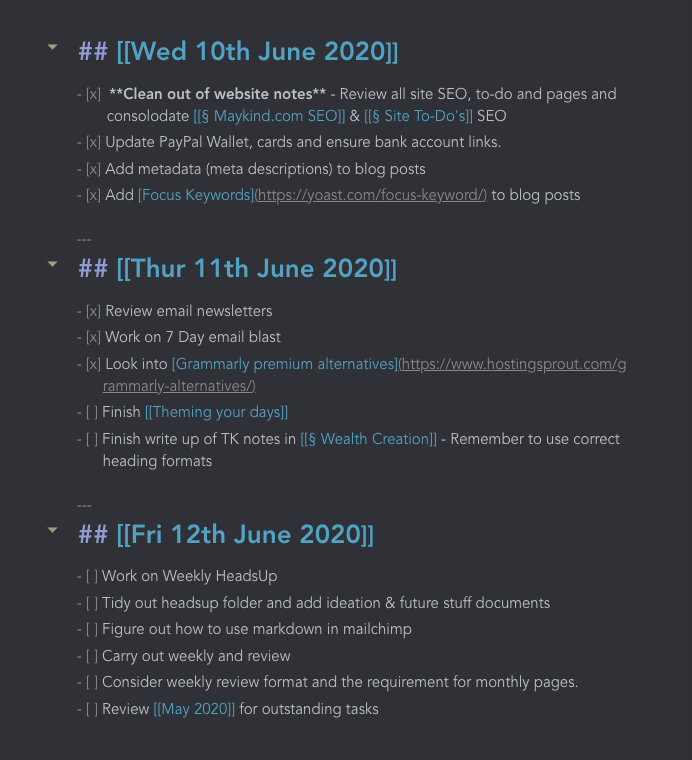 ## [[Wed 10th June 2020]]
- [x]  **Clean out of website notes** - Review all site SEO, to-do and pages and
consolodate [[§ Maykind.com SEO]] & [[§ Site To-Do's]] SEO
- [x] Update PayPal Wallet, cards and ensure bank account links.
- [x] Add metadata (meta descriptions) to blog posts
- [x] Add [Focus Keywords](https://yoast.com/focus-keyword/) to blog posts
---
## [[Thur 11th June 2020]]
- [x] Review email newsletters
- [x] Work on 7 Day email blast
- [x] Look into [Grammarly premium alternatives](https://www.hostingsprout.com/g
rammarly-alternatives/)
- [ ] Finish [[Theming your days]]
- [ ] Finish write up of TK notes in [[§ Wealth Creation]] - Remember to use correct
heading formats
---
## [[Fri 12th June 2020]]
- [ ] Work on Weekly HeadsUp
- [ ] Tidy out headsup folder and add ideation & future stuff documents
- [ ] Figure out how to use markdown in mailchimp
- [ ] Carry out weekly and review
- [ ] Consider weekly review format and the requirement for monthly pages.
- [ ] Review [[May 2020]] for outstanding tasks